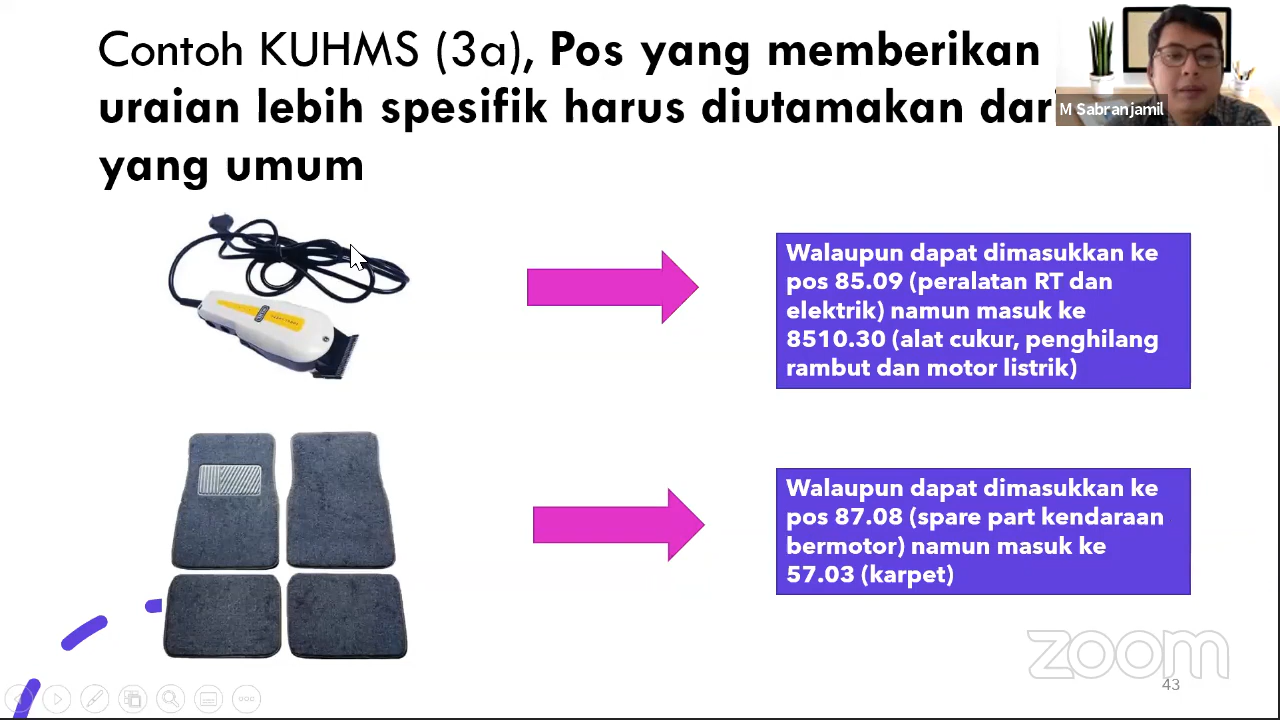 Contoh KUHMS (3a), Pos yang memberikan
uraian lebih spesifik harus diutamakan dari
yang umum
M Sabranjamil
Walaupun dapat dimasukkan ke
pos 85.09 (peralatan RT dan
elektrik) namun masuk ke
8510.30 (alat cukur, penghilang
rambut dan motor listrik)
Walaupun dapat dimasukkan ke
pos 87.08 (spare part kendaraan
bermotor) namun masuk ke
57.03 (karpet)
zoom
43